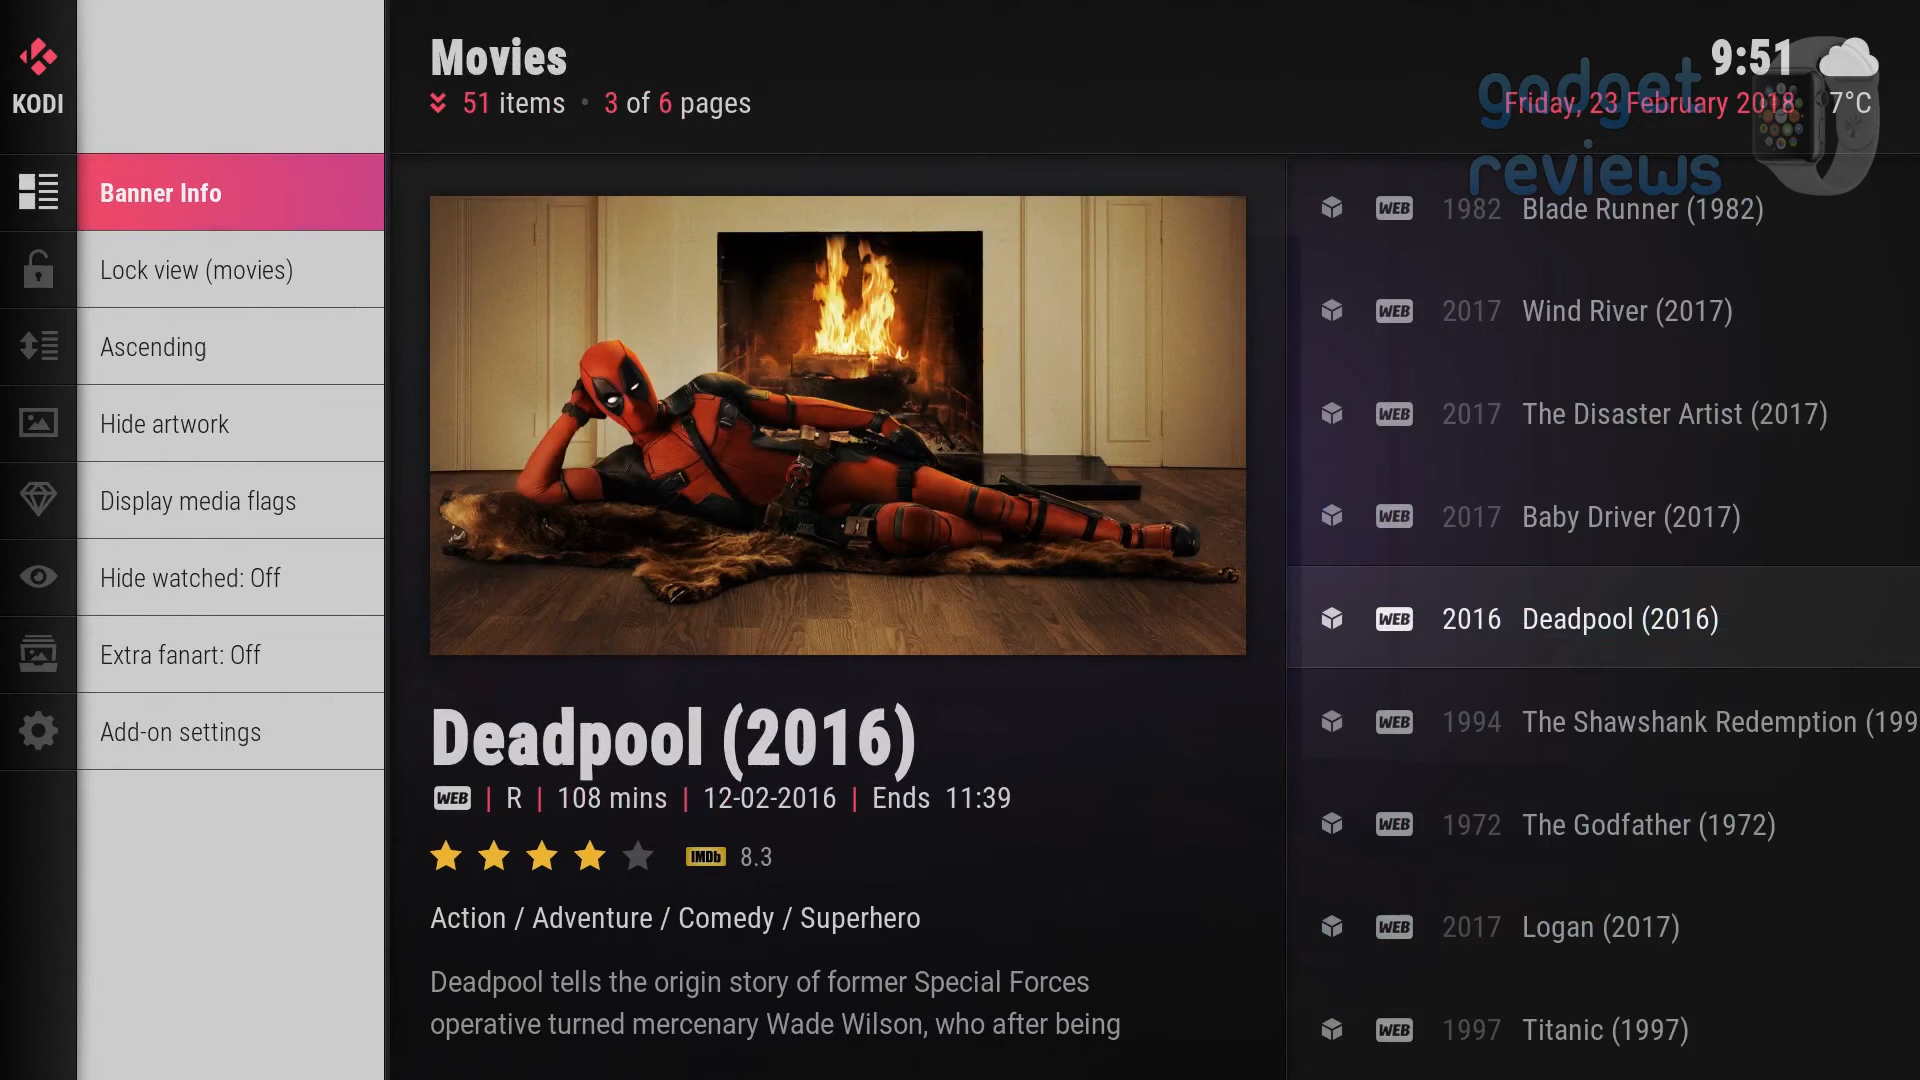 KODI
Banner Info
Lock view (movies)
Ascending
Hide artwork
Display media flags
Hide watched: Off
Extra fanart: Off
Add-on settings
Movies
51 items • 3 of 6 pages
9:51
Friday, 23 February 2018 7°C
gadget
reviews
Deadpool (2016)
WEB | R | 108 mins | 12-02-2016 | Ends 11:39
IMDb 8.3
Action / Adventure / Comedy / Superhero
Deadpool tells the origin story of former Special Forces
operative turned mercenary Wade Wilson, who after being
WEB 1982 Blade Runner (1982)
WEB 2017 Wind River (2017)
WEB 2017 The Disaster Artist (2017)
WEB 2017 Baby Driver (2017)
WEB 2016 Deadpool (2016)
WEB 1994 The Shawshank Redemption (199
WEB 1972 The Godfather (1972)
WEB 2017 Logan (2017)
WEB 1997 Titanic (1997)